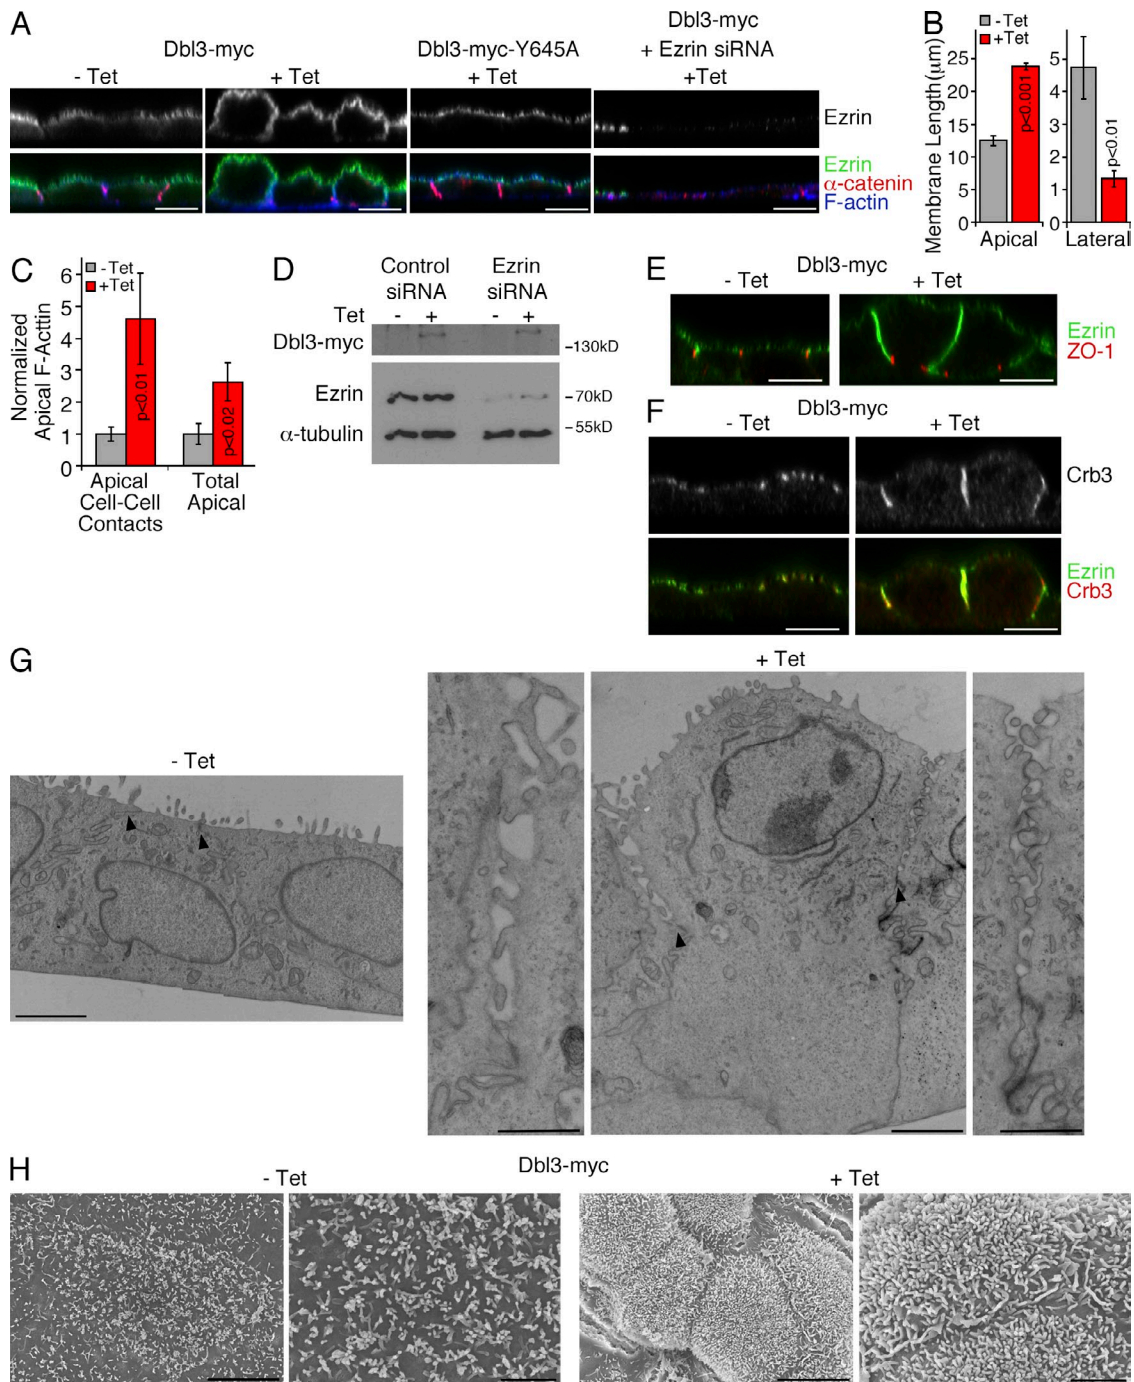 A
Dbl3-myc
- Tet
+ Tet
Dbl3-myc-Y645A
+ Tet
Dbl3-myc
+ Ezrin siRNA
+Tet
Ezrin
Ezrin
α-catenin
F-actin
B
- Tet
+Tet
Membrane Length(μm)
25
20
15
10
5
0
p<0.001
Apical
5
4
3
2
1
0
p<0.01
Lateral
C
- Tet
+Tet
Normalized
Apical F-Acttin
6
5
4
3
2
1
0
p<0.01
p<0.02
Apical
Cell-Cell
Contacts
Total
Apical
D
Control
siRNA
Ezrin
siRNA
Tet
- + - +
Dbl3-myc
–130kD
Ezrin
–70kD
–55kD
α-tubulin
E
Dbl3-myc
- Tet
+ Tet
Ezrin
ZO-1
F
Dbl3-myc
- Tet
+ Tet
Crb3
Ezrin
Crb3
G
- Tet
+ Tet
H
Dbl3-myc
- Tet
+ Tet